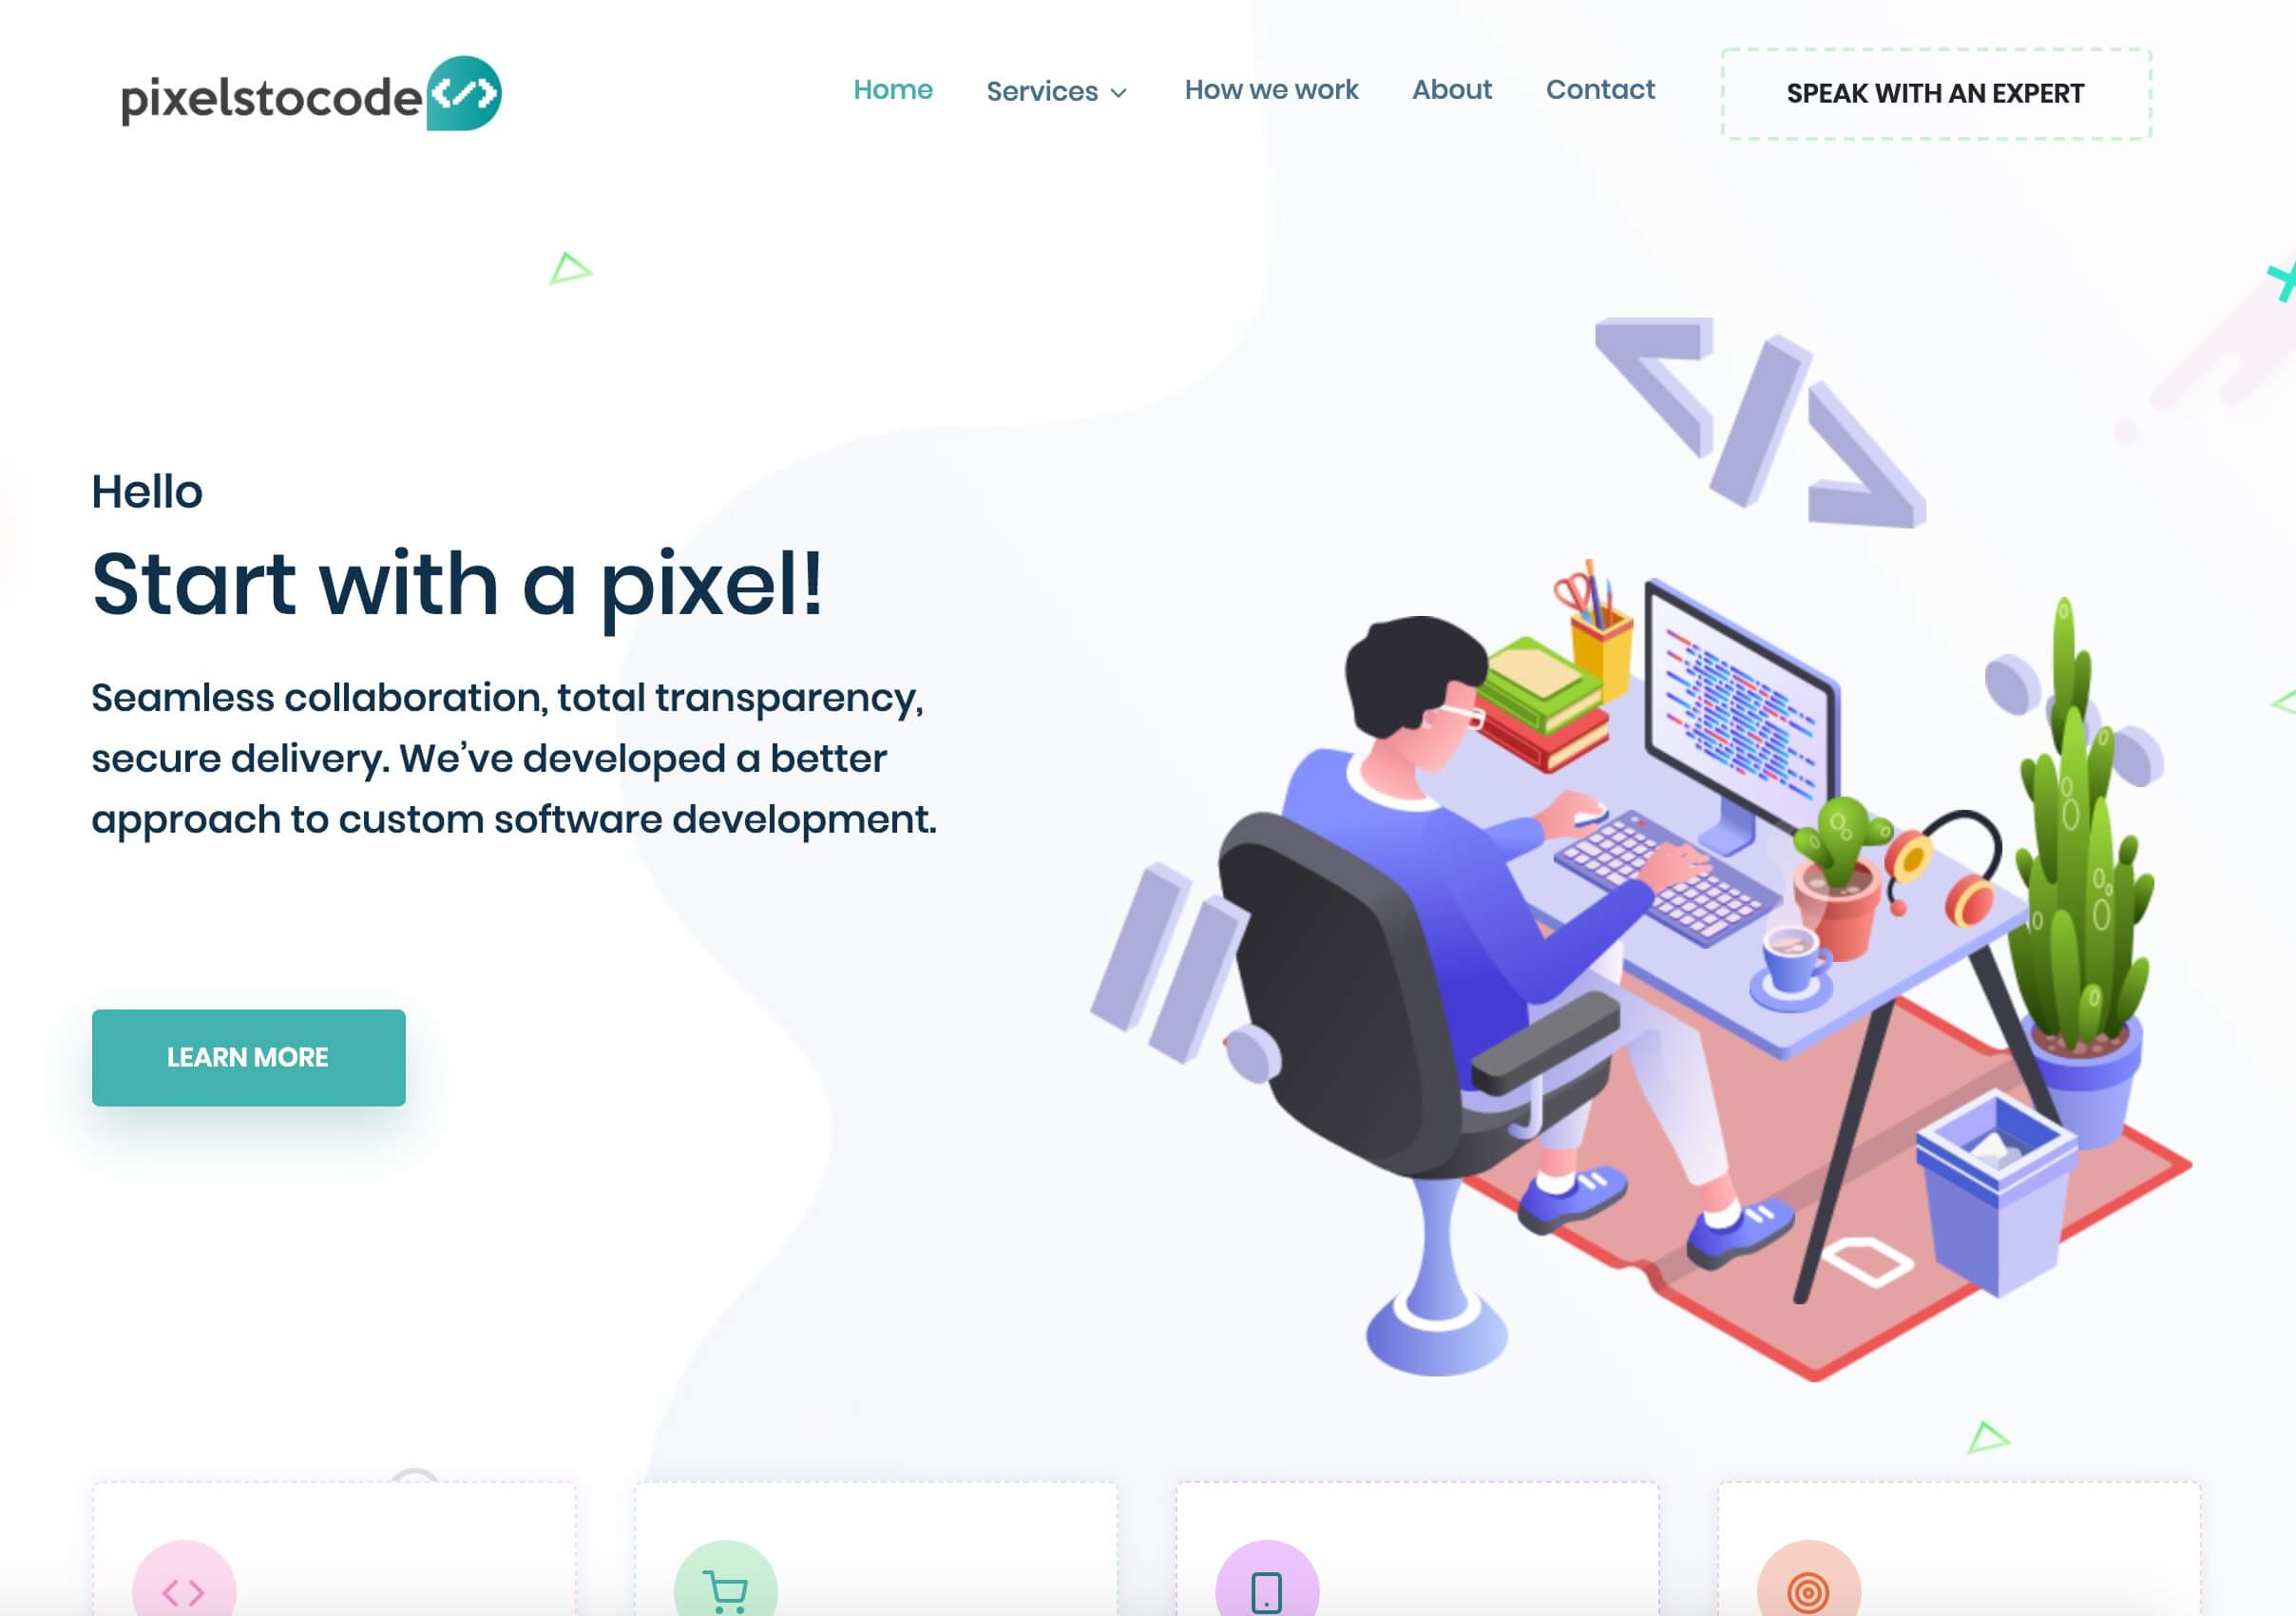 pixelstocode </>
Home Services How we work About Contact SPEAK WITH AN EXPERT
</>
Hello
Start with a pixel!
Seamless collaboration, total transparency,
secure delivery. We’ve developed a better
approach to custom software development.
LEARN MORE